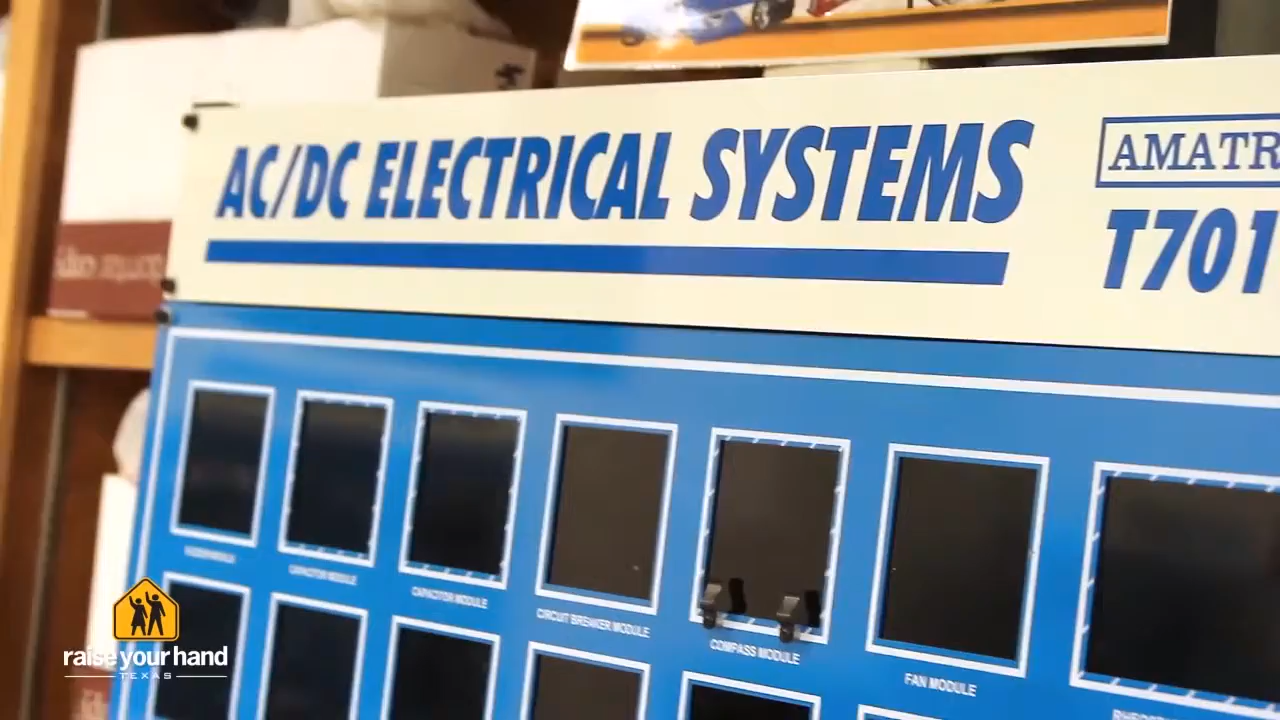 AC/DC ELECTRICAL SYSTEMS
AMATR
T701
CAPACITOR MODULE
CAPACITOR MODULE
CIRCUIT BREAKER MODULE
COMPASS MODULE
FAN MODULE
raise your hand
TEXAS